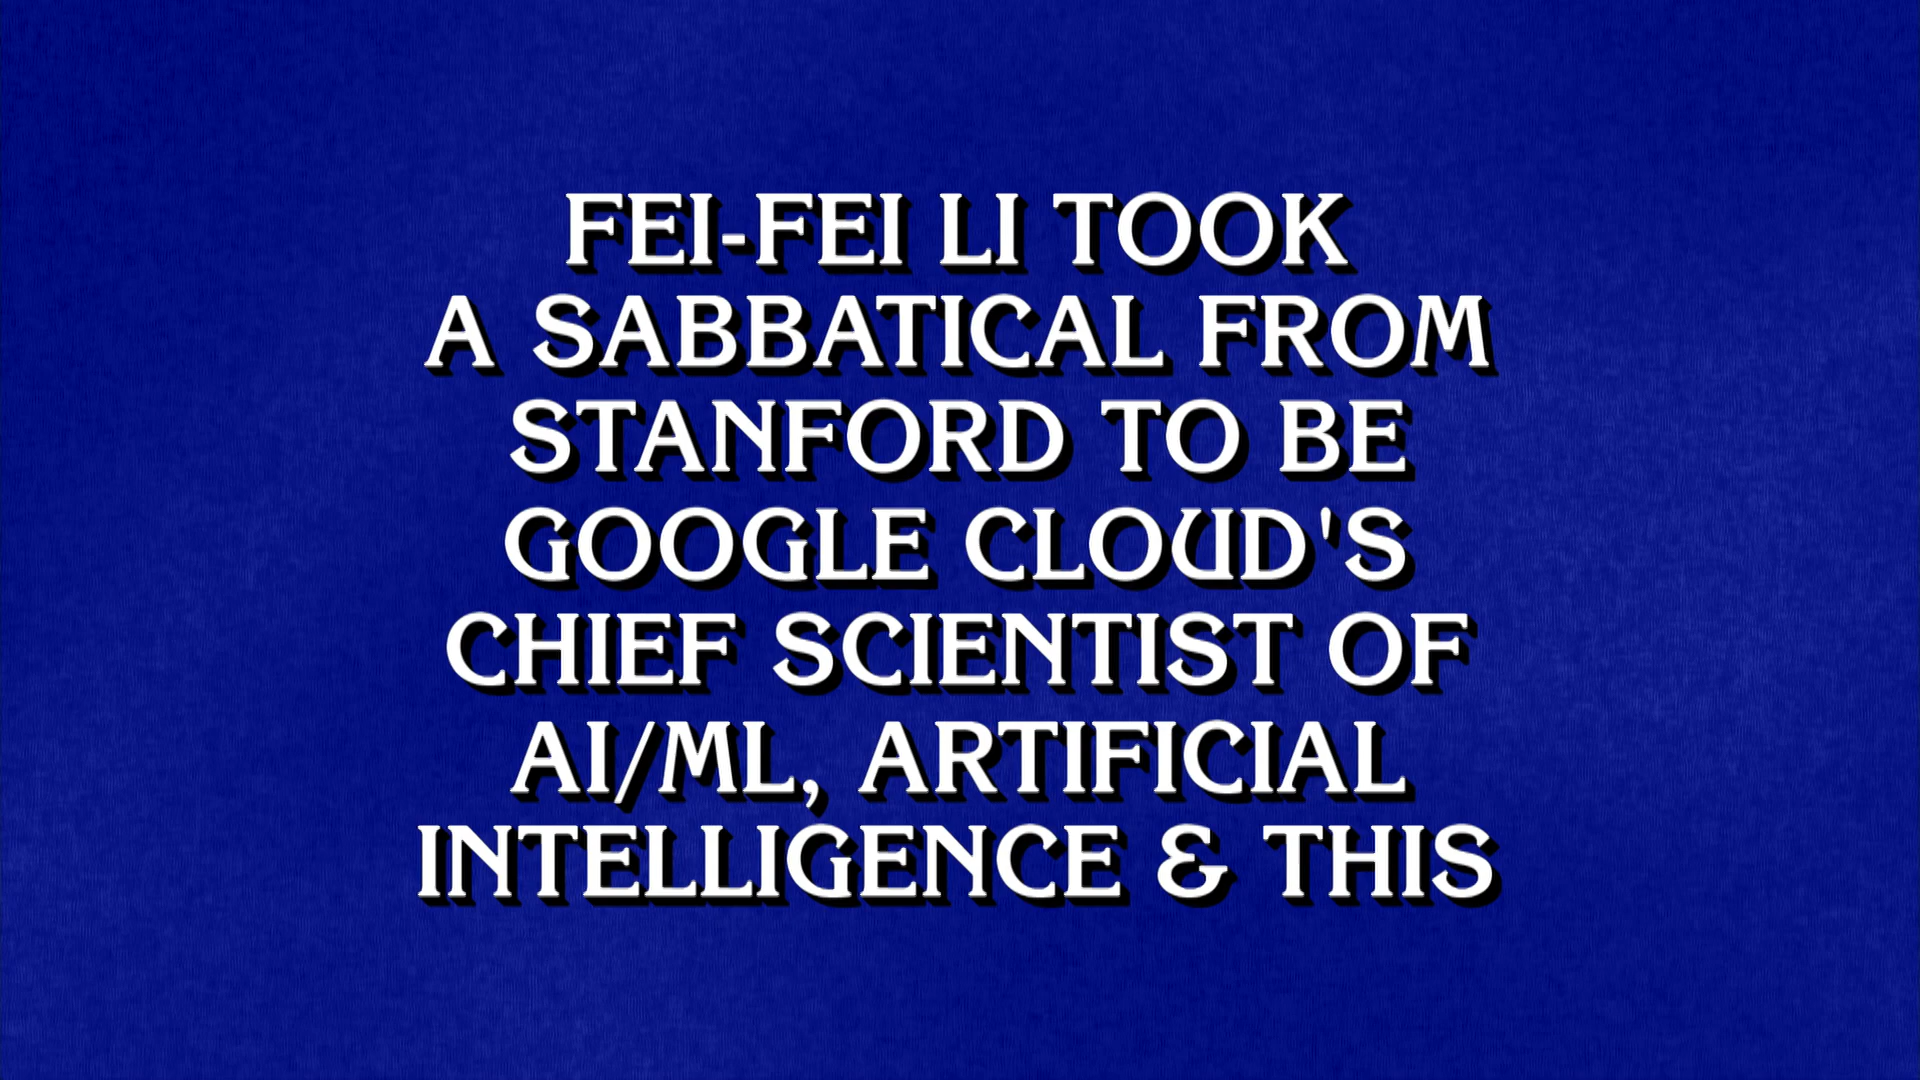 FEI-FEI LI TOOK
A SABBATICAL FROM
STANFORD TO BE
GOOGLE CLOUD'S
CHIEF SCIENTIST OF
AI/ML, ARTIFICIAL
INTELLIGENCE & THIS